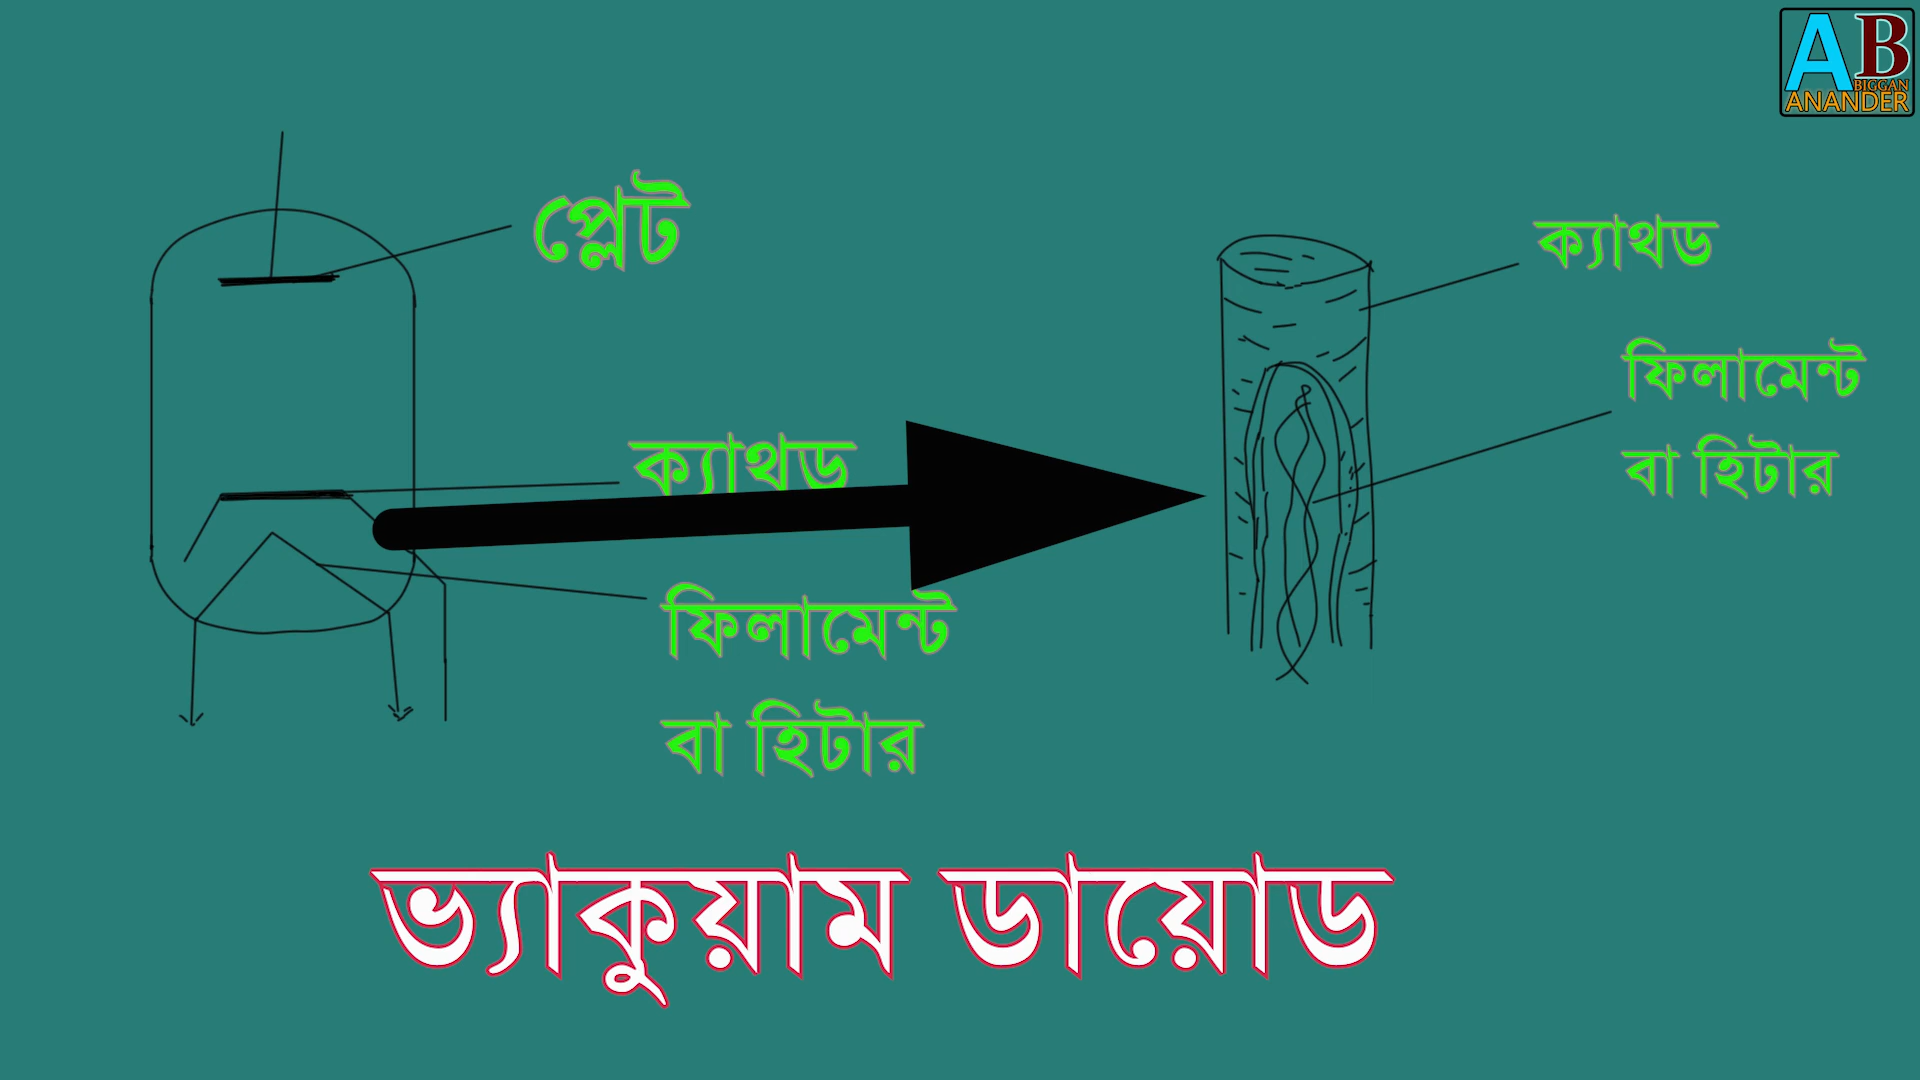 AB
BIGGAN
ANANDER
প্লেট
ক্যাথড
ফিলামেন্ট
বা হিটার
ক্যাথড
ফিলামেন্ট
বা হিটার
ভ্যাকুয়াম ডায়োড